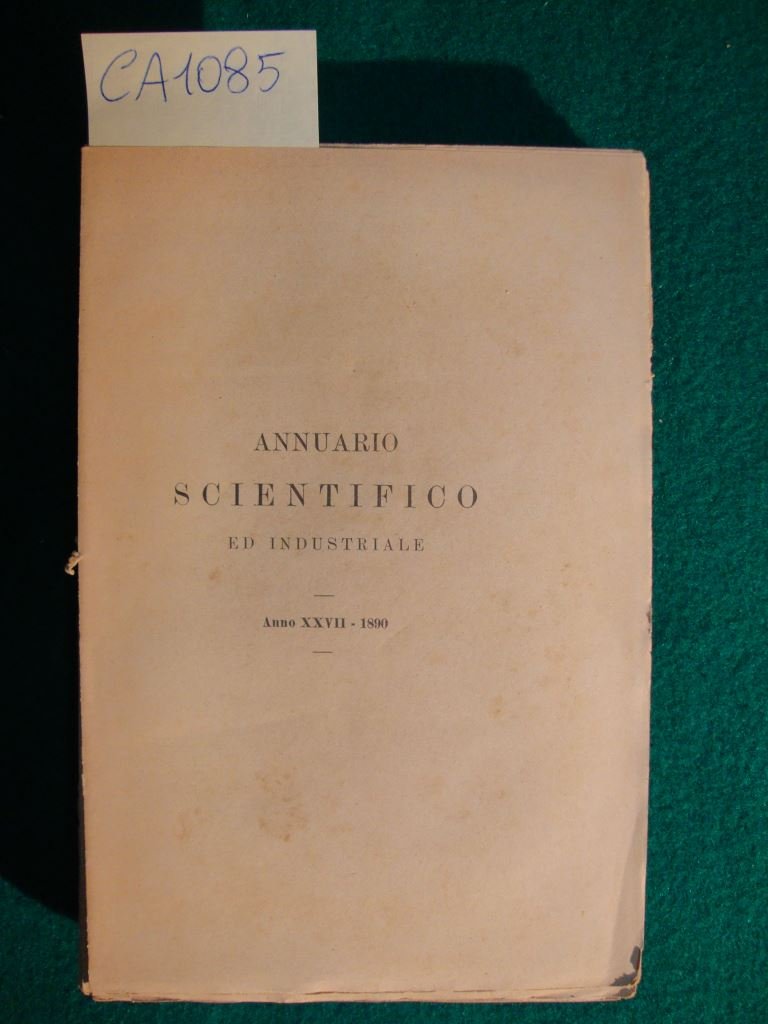 CA1085
ANNUARIO
SCIENTIFICO
ED INDUSTRIALE
Anno XXVII - 1890